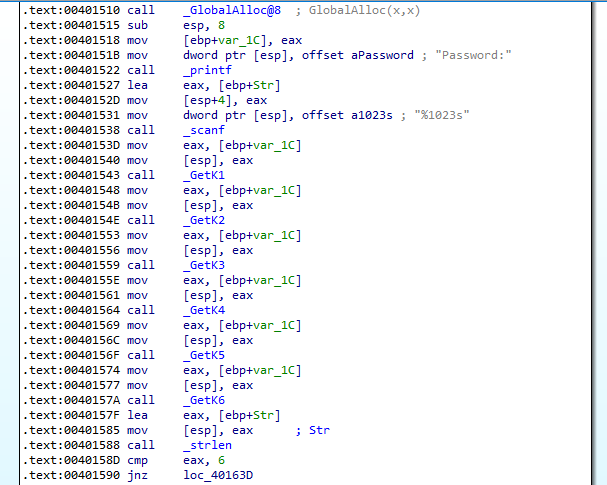 .text:00401510 call    _GlobalAlloc@8  ; GlobalAlloc(x,x)
.text:00401515 sub     esp, 8
.text:00401518 mov     [ebp+var_1C], eax
.text:0040151B mov     dword ptr [esp], offset aPassword ; "Password:"
.text:00401522 call    _printf
.text:00401527 lea     eax, [ebp+Str]
.text:0040152D mov     [esp+4], eax
.text:00401531 mov     dword ptr [esp], offset a1023s ; "%1023s"
.text:00401538 call    _scanf
.text:0040153D mov     eax, [ebp+var_1C]
.text:00401540 mov     [esp], eax
.text:00401543 call    _GetK1
.text:00401548 mov     eax, [ebp+var_1C]
.text:0040154B mov     [esp], eax
.text:0040154E call    _GetK2
.text:00401553 mov     eax, [ebp+var_1C]
.text:00401556 mov     [esp], eax
.text:00401559 call    _GetK3
.text:0040155E mov     eax, [ebp+var_1C]
.text:00401561 mov     [esp], eax
.text:00401564 call    _GetK4
.text:00401569 mov     eax, [ebp+var_1C]
.text:0040156C mov     [esp], eax
.text:0040156F call    _GetK5
.text:00401574 mov     eax, [ebp+var_1C]
.text:00401577 mov     [esp], eax
.text:0040157A call    _GetK6
.text:0040157F lea     eax, [ebp+Str]
.text:00401585 mov     [esp], eax      ; Str
.text:00401588 call    _strlen
.text:0040158D cmp     eax, 6
.text:00401590 jnz     loc_40163D